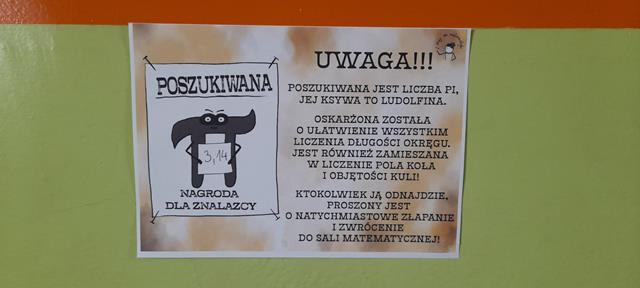 POSZUKIWANA
3,14
NAGRODA
DLA ZNALAZCY
UWAGA!!!
POSZUKIWANA JEST LICZBA PI,
JEJ KSYWA TO LUDOLFINA.
OSKARŻONA ZOSTAŁA
O UŁATWIENIE WSZYSTKIM
LICZENIA DŁUGOŚCI OKRĘGU.
JEST RÓWNIEŻ ZAMIESZANA
W LICZENIE POLA KOŁA
I OBJĘTOŚCI KULI!
KTOKOLWIEK JĄ ODNAJDZIE,
PROSZONY JEST
O NATYCHMIASTOWE ZŁAPANIE
I ZWRÓCENIE
DO SALI MATEMATYCZNEJ!